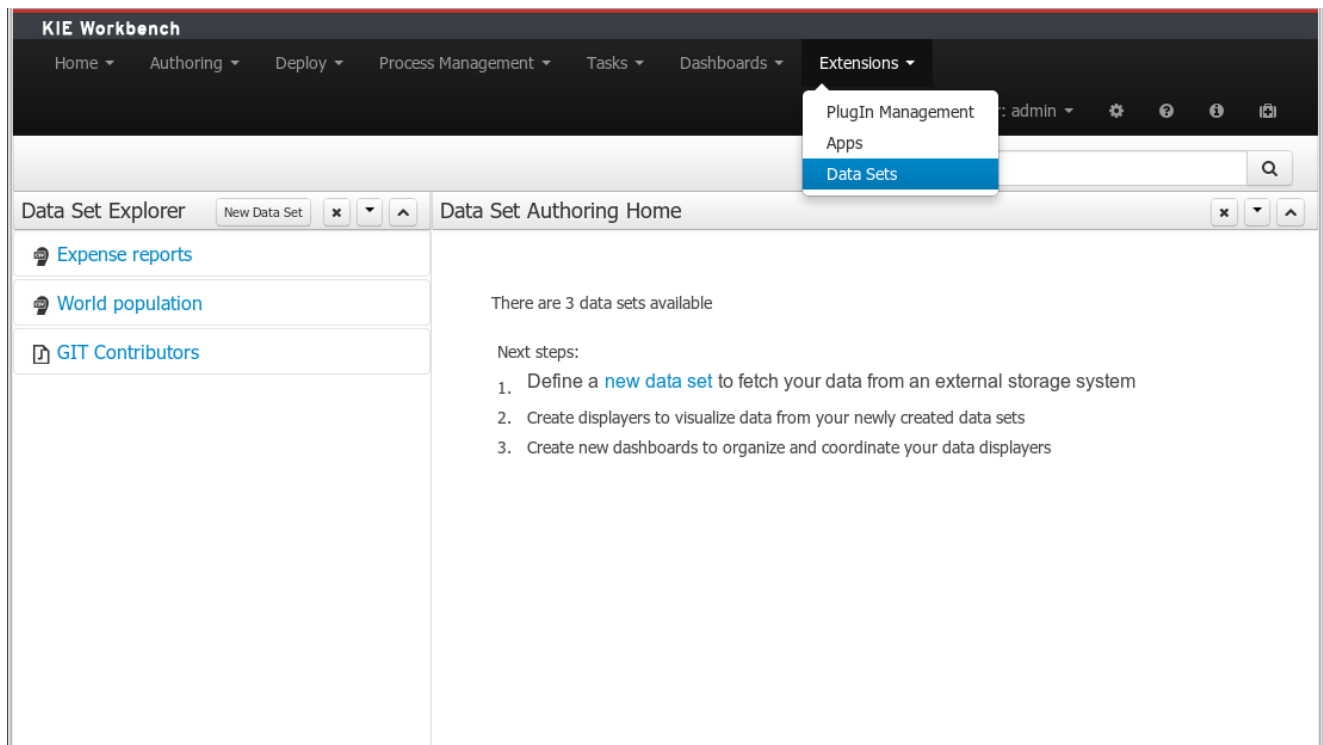 KIE Workbench
Home Authoring Deploy Process Management Tasks Dashboards Extensions
PlugIn Management
: admin
Apps
Data Sets
Data Set Explorer New Data Set Data Set Authoring Home
Expense reports
World population
GIT Contributors
There are 3 data sets available
Next steps:
1. Define a new data set to fetch your data from an external storage system
2. Create displayers to visualize data from your newly created data sets
3. Create new dashboards to organize and coordinate your data displayers